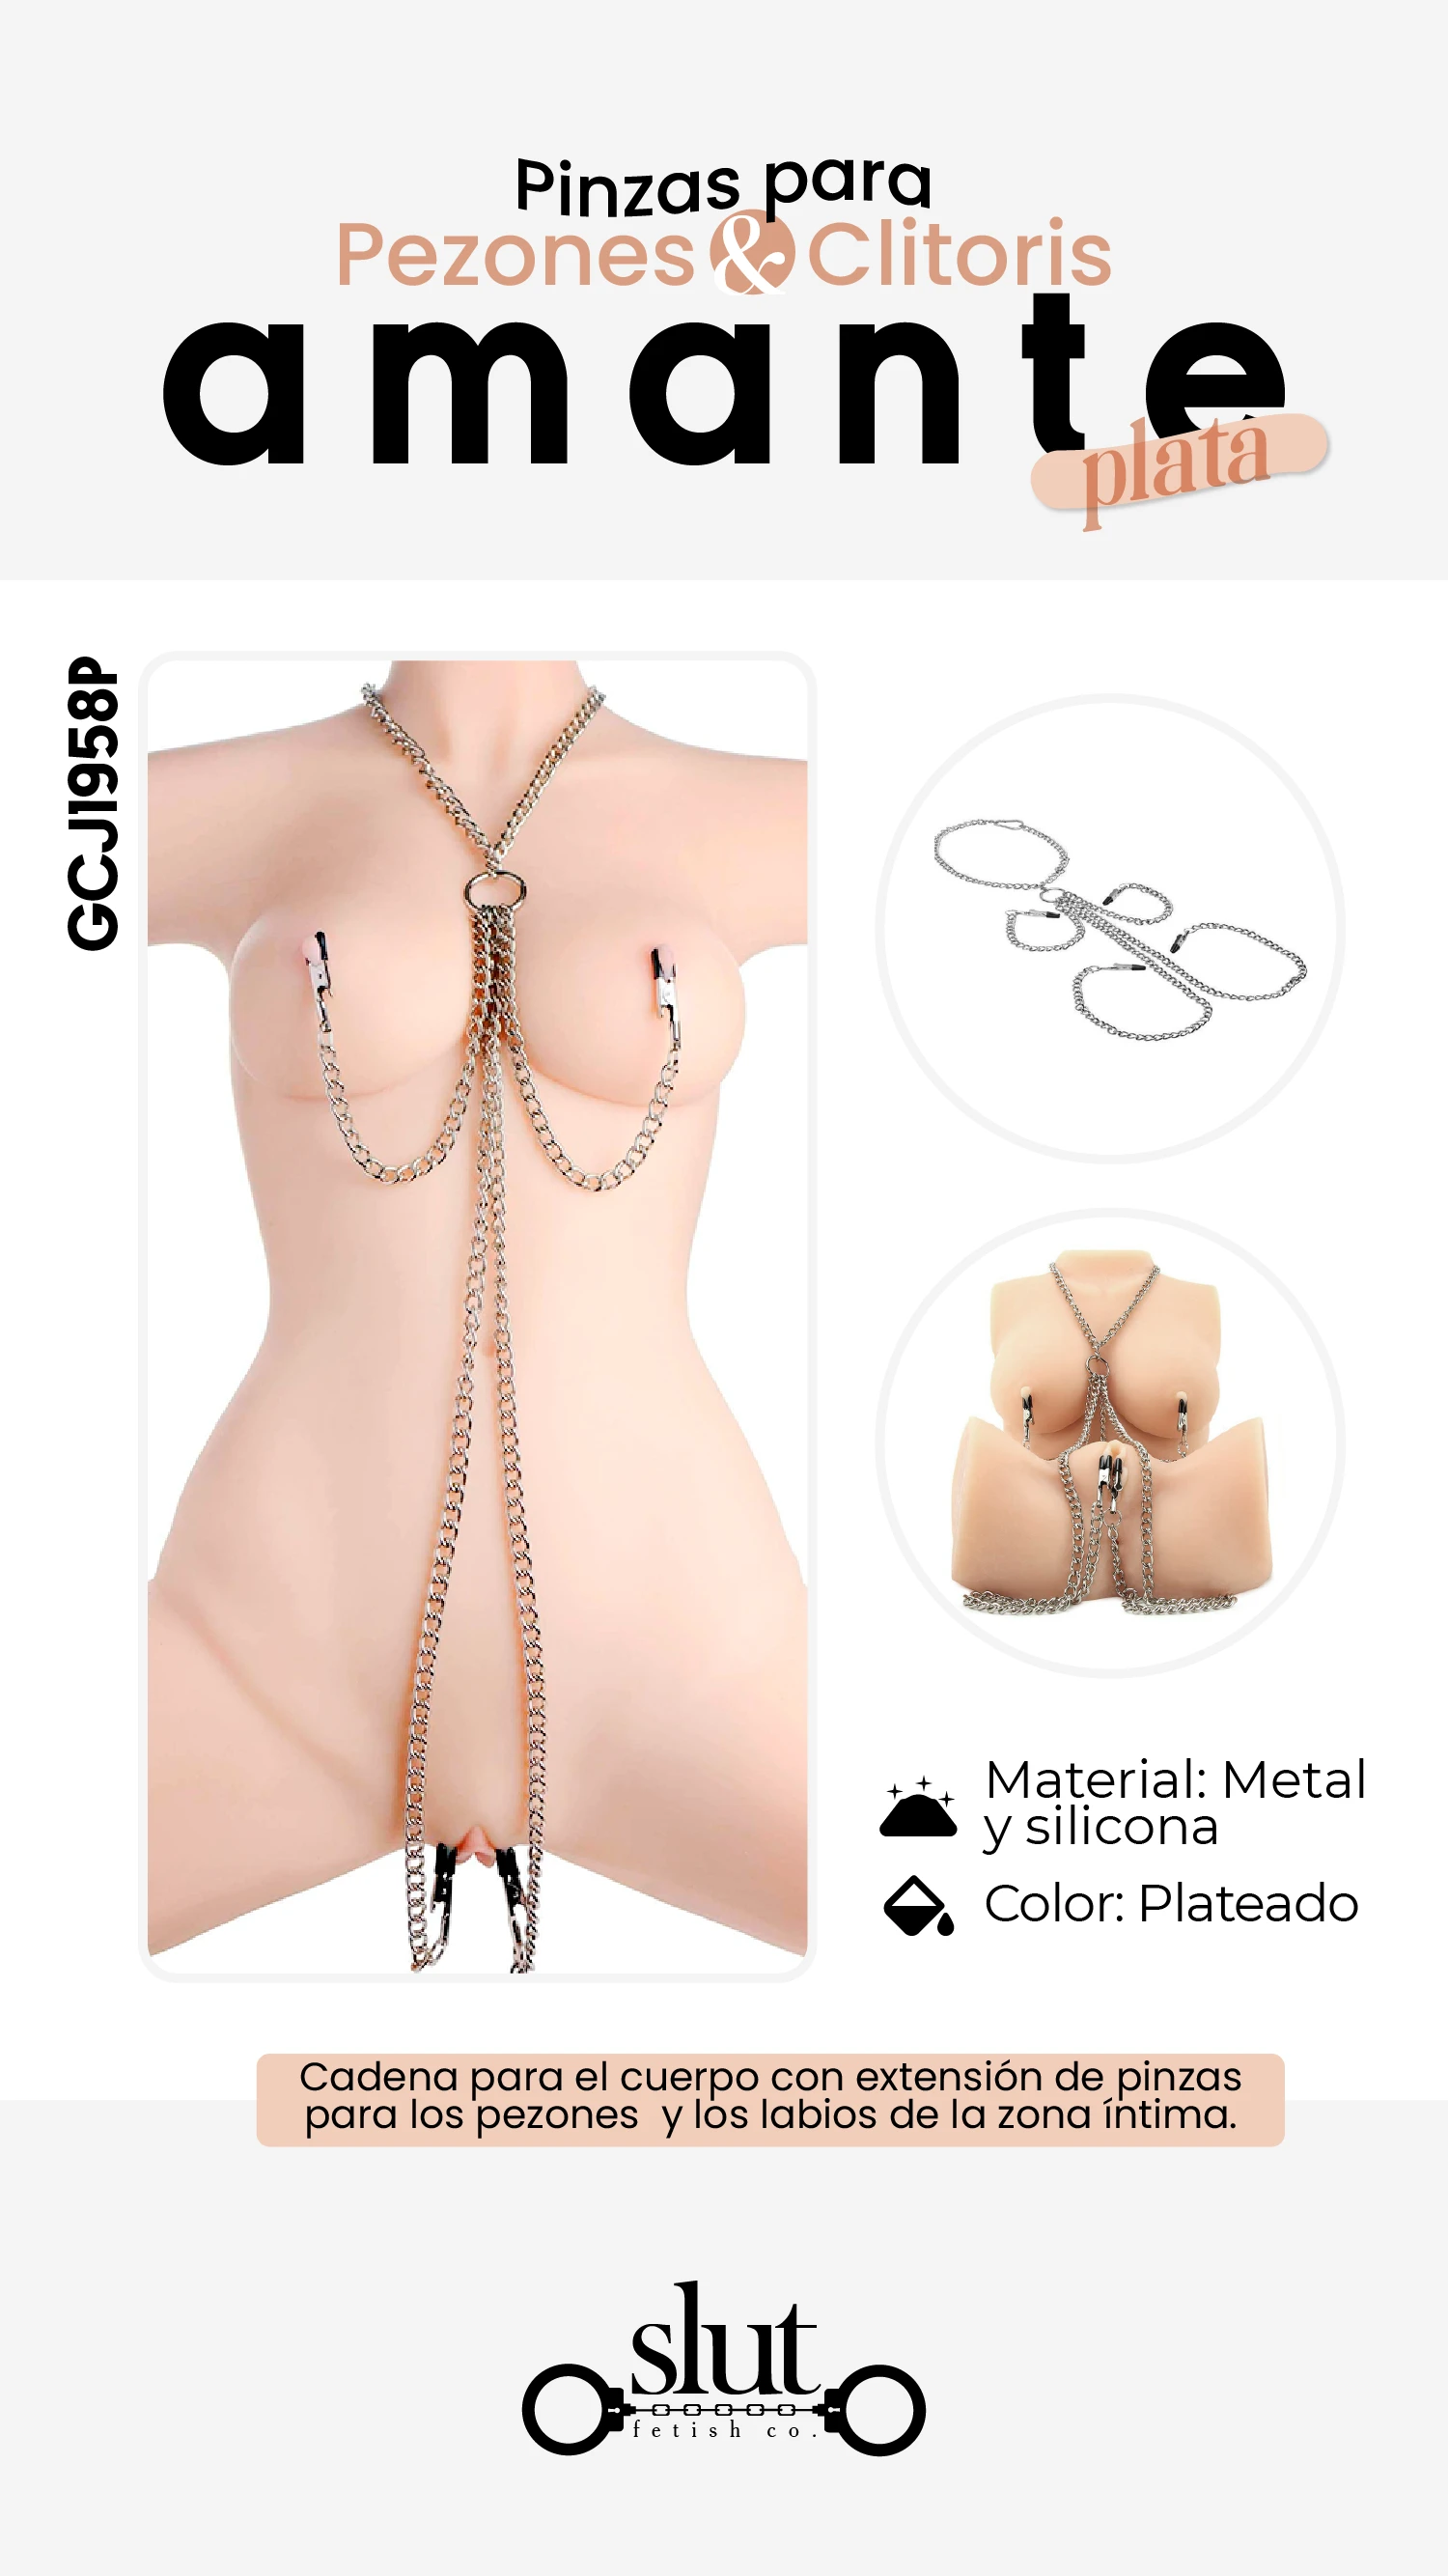 Pinzas para
Pezones & Clitoris
amante
plata
GCJ1958P
Material: Metal
y silicona
Color: Plateado
Cadena para el cuerpo con extensión de pinzas
para los pezones  y los labios de la zona íntima.
slut
fetish co.